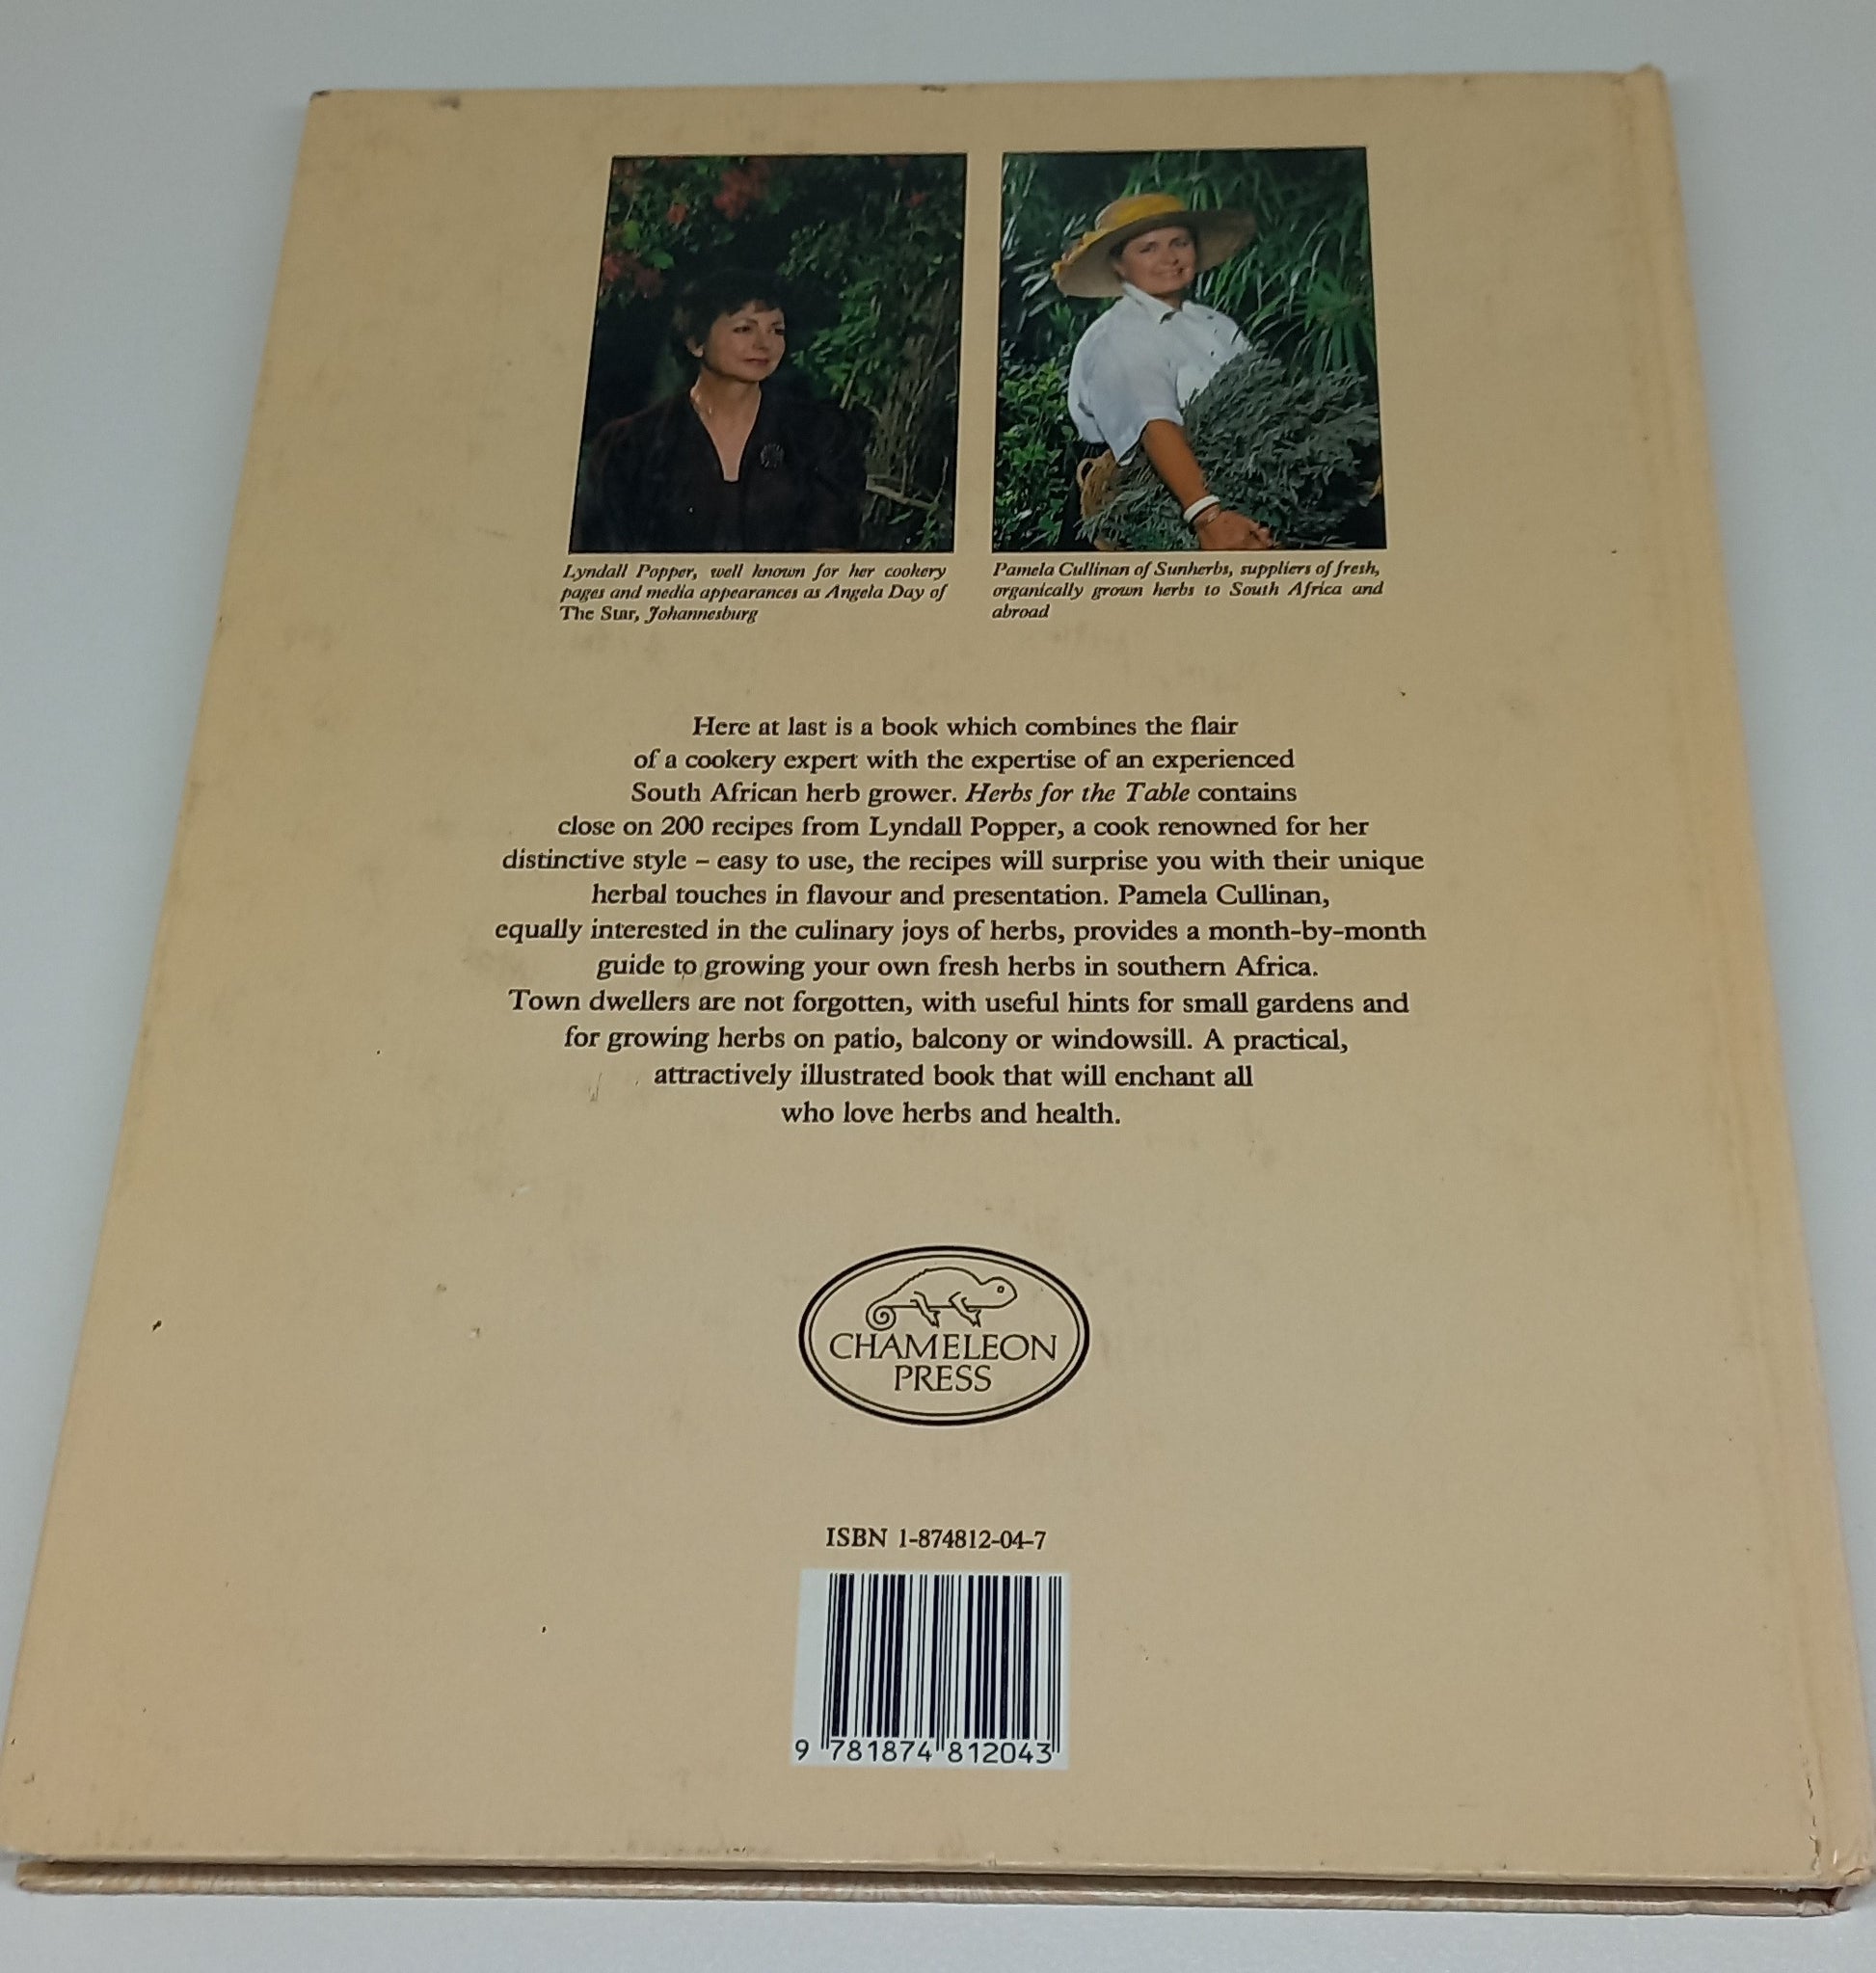 Lyndall Popper, well known for her cookery
pages and media appearances as Angela Day of
The Star, Johannesburg
Pamela Cullinan of Sunherbs, suppliers of fresh,
organically grown herbs to South Africa and
abroad
Here at last is a book which combines the flair
of a cookery expert with the expertise of an experienced
South African herb grower. Herbs for the Table contains
close on 200 recipes from Lyndall Popper, a cook renowned for her
distinctive style – easy to use, the recipes will surprise you with their unique
herbal touches in flavour and presentation. Pamela Cullinan,
equally interested in the culinary joys of herbs, provides a month-by-month
guide to growing your own fresh herbs in southern Africa.
Town dwellers are not forgotten, with useful hints for small gardens and
for growing herbs on patio, balcony or windowsill. A practical,
attractively illustrated book that will enchant all
who love herbs and health.
CHAMELEON
PRESS
ISBN 1-874812-04-7
9 781874 812043